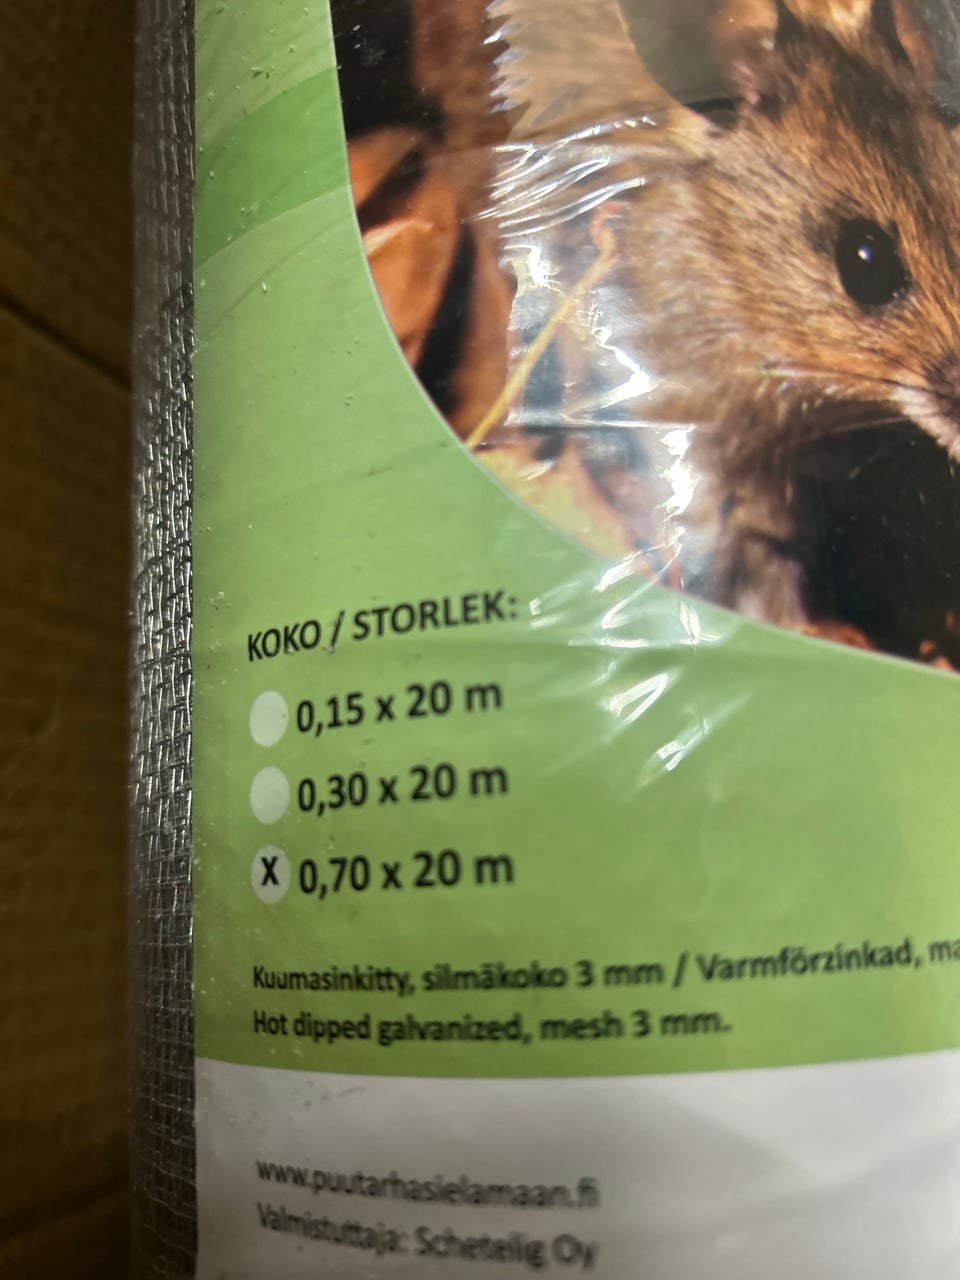 KOKO / STORLEK:
0,15 x 20 m
0,30 x 20 m
X 0,70 x 20 m
Kuumasinkitty, silmäkoko 3 mm / Varmförzinkad, ma
Hot dipped galvanized, mesh 3 mm.
www.puutarhasielamaan.fi
Valmistuttaja: Schetelig Oy